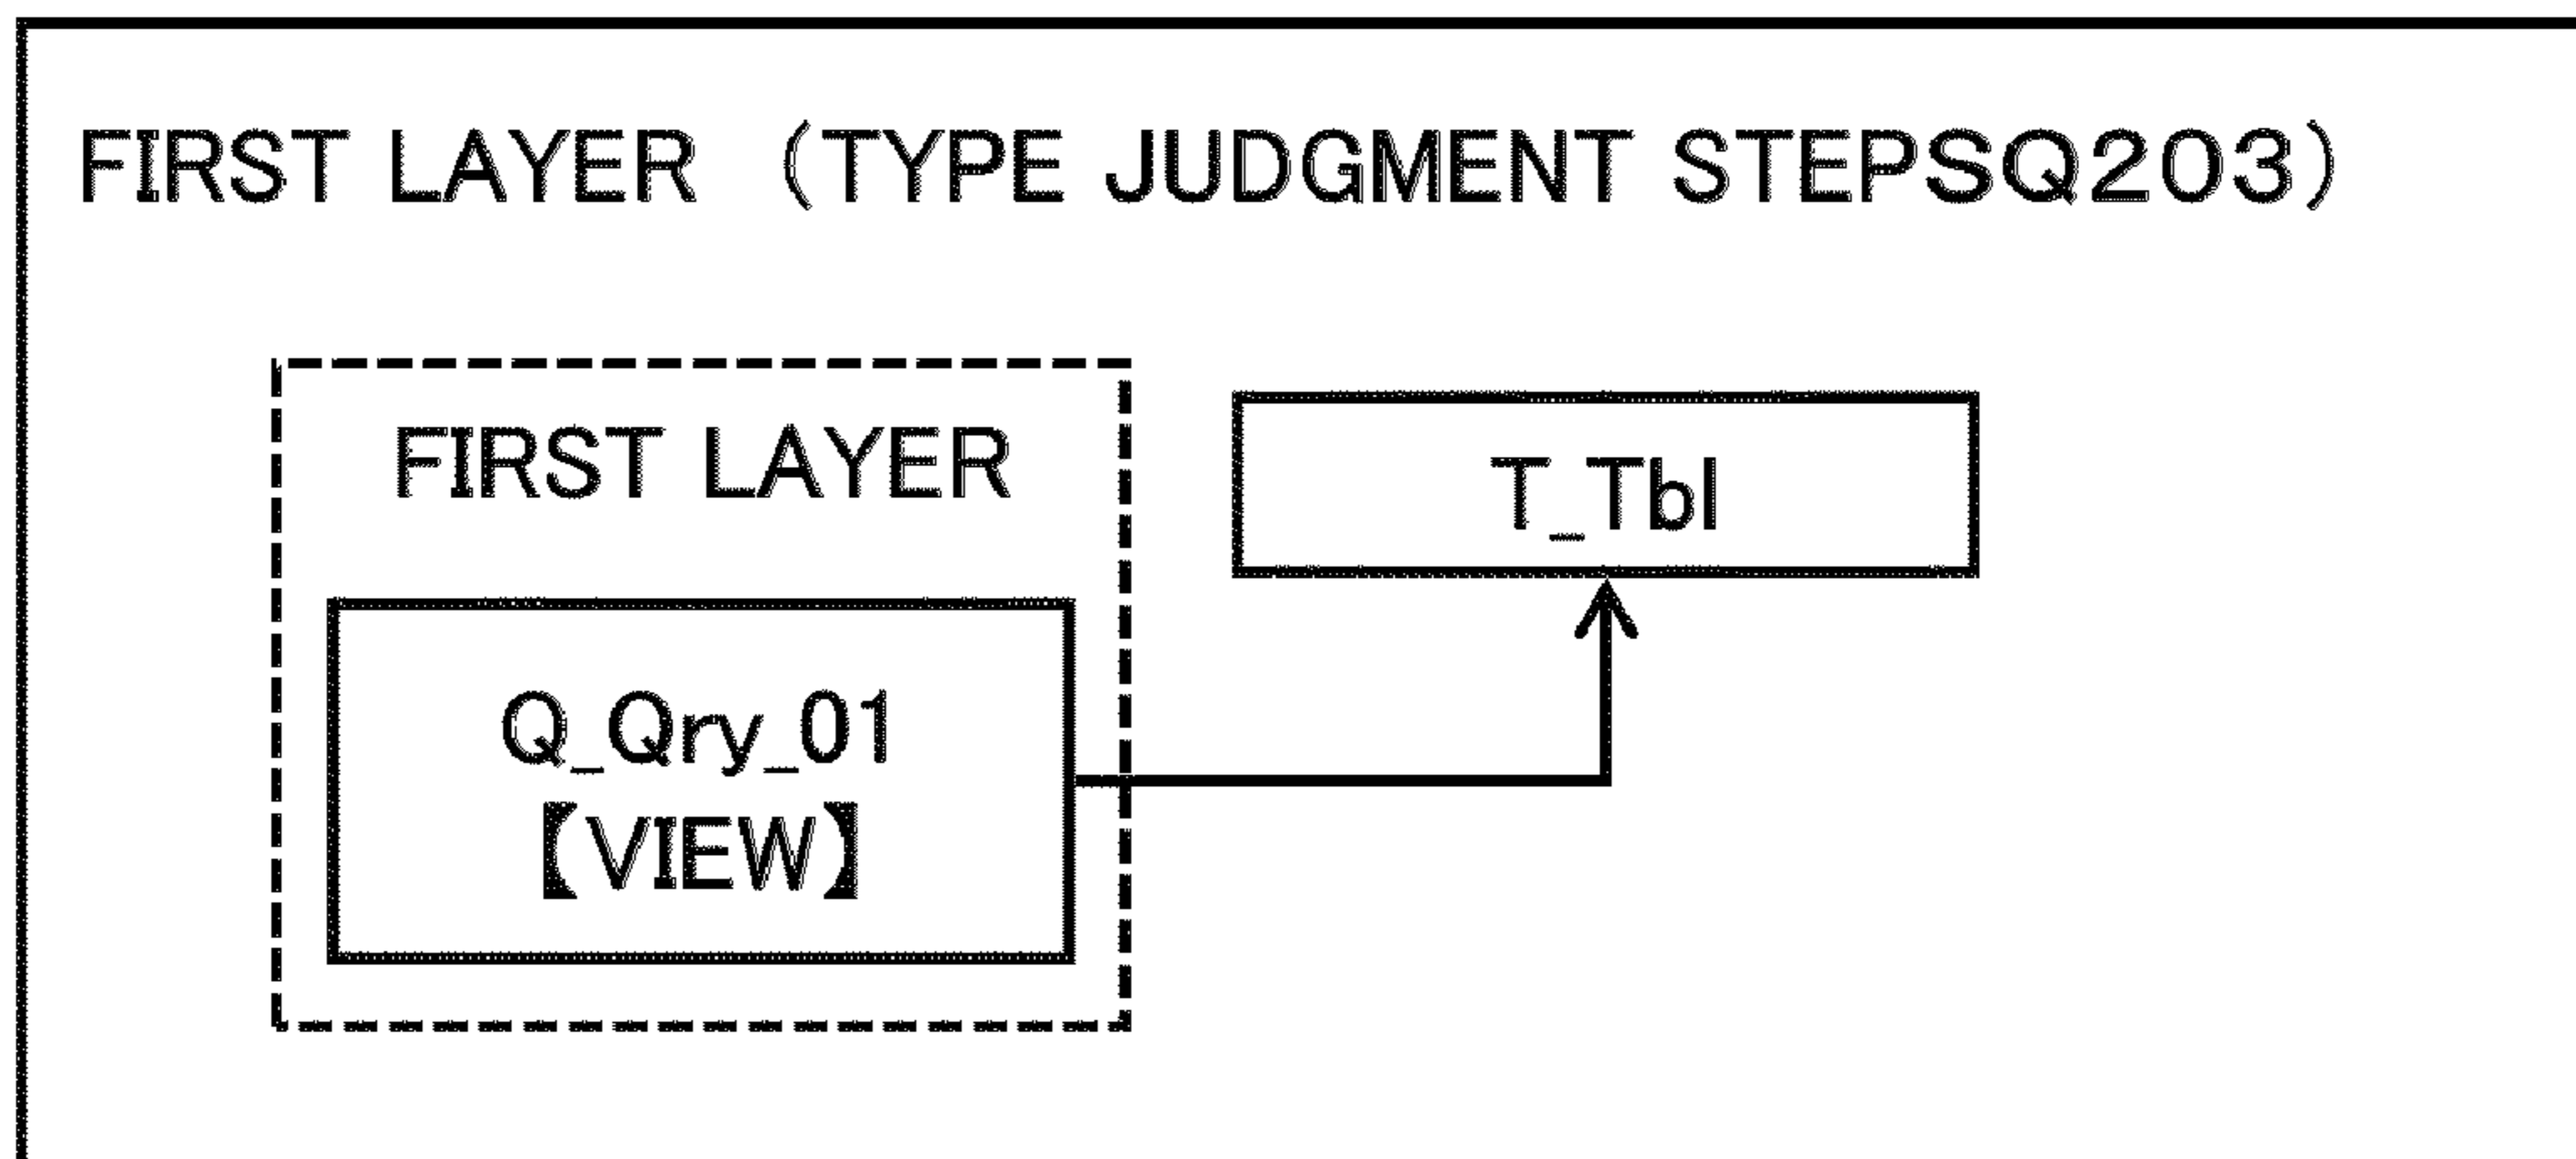 FIRST LAYER （TYPE JUDGMENT STEPSQ203）
FIRST LAYER
T_Tbl
Q_Qry_01
【VIEW】